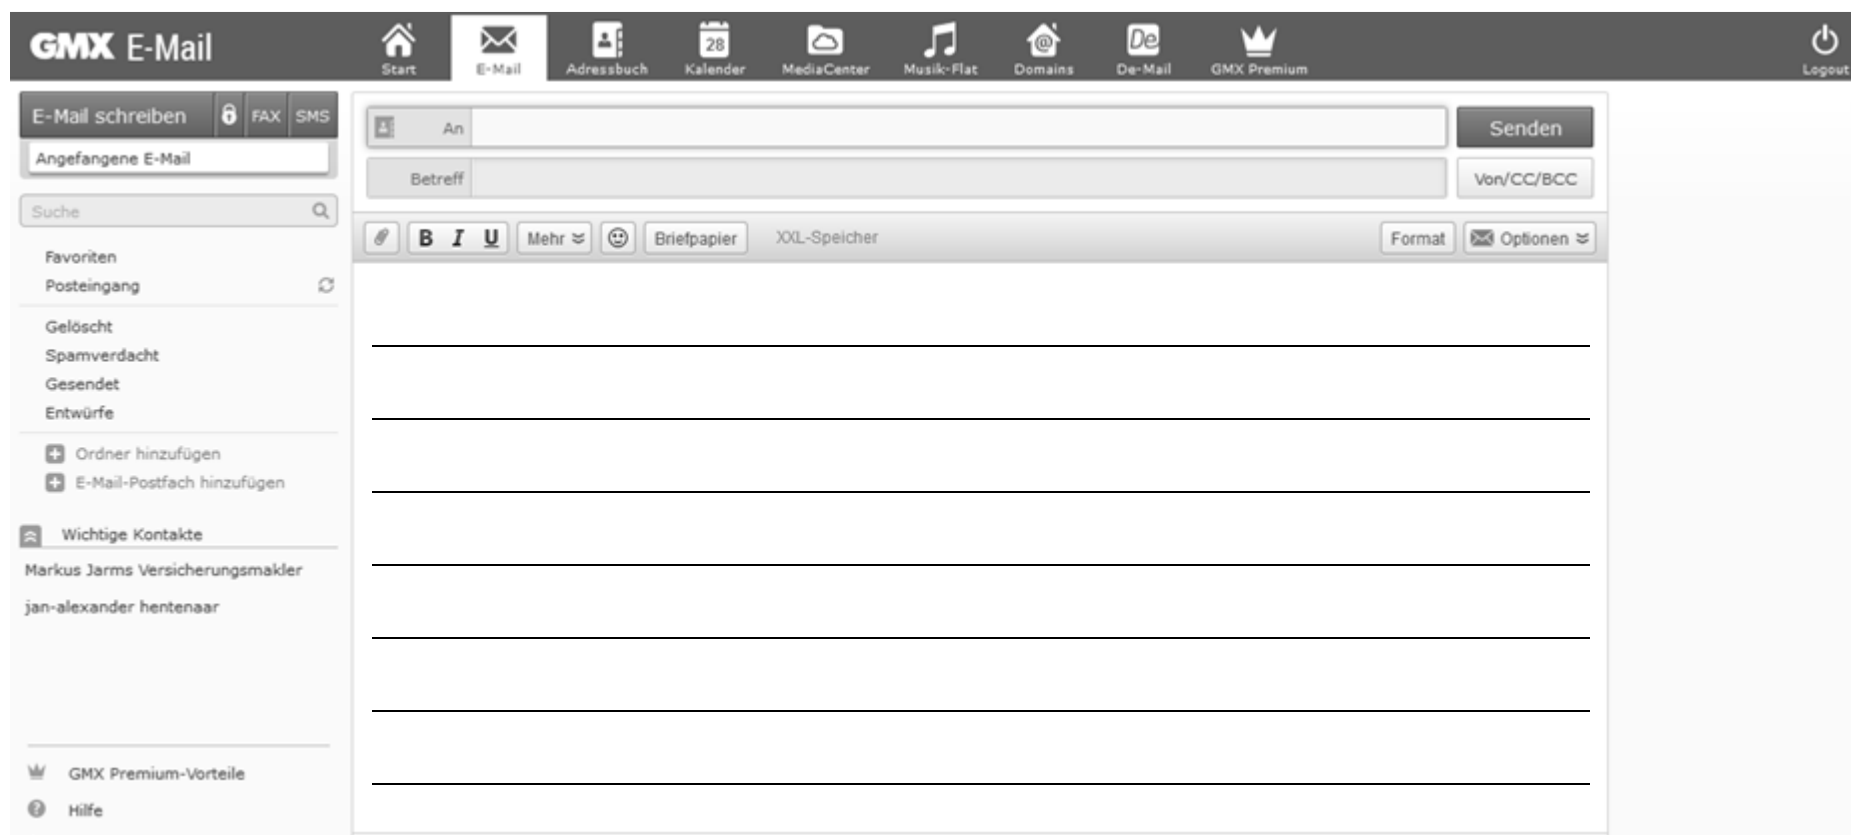 GMX E-Mail
Start
E-Mail
Adressbuch
28
Kalender
MediaCenter
Musik-Flat
@
Domains
De
De-Mail
GMX Premium
Logout
E-Mail schreiben FAX SMS
Angefangene E-Mail
Suche
Favoriten
Posteingang
Gelöscht
Spamverdacht
Gesendet
Entwürfe
Ordner hinzufügen
E-Mail-Postfach hinzufügen
Wichtige Kontakte
Markus Jarms Versicherungsmakler
jan-alexander hentenaar
GMX Premium-Vorteile
? Hilfe
An
Senden
Betreff
Von/CC/BCC
B I U Mehr Briefpapier XXL-Speicher Format Optionen